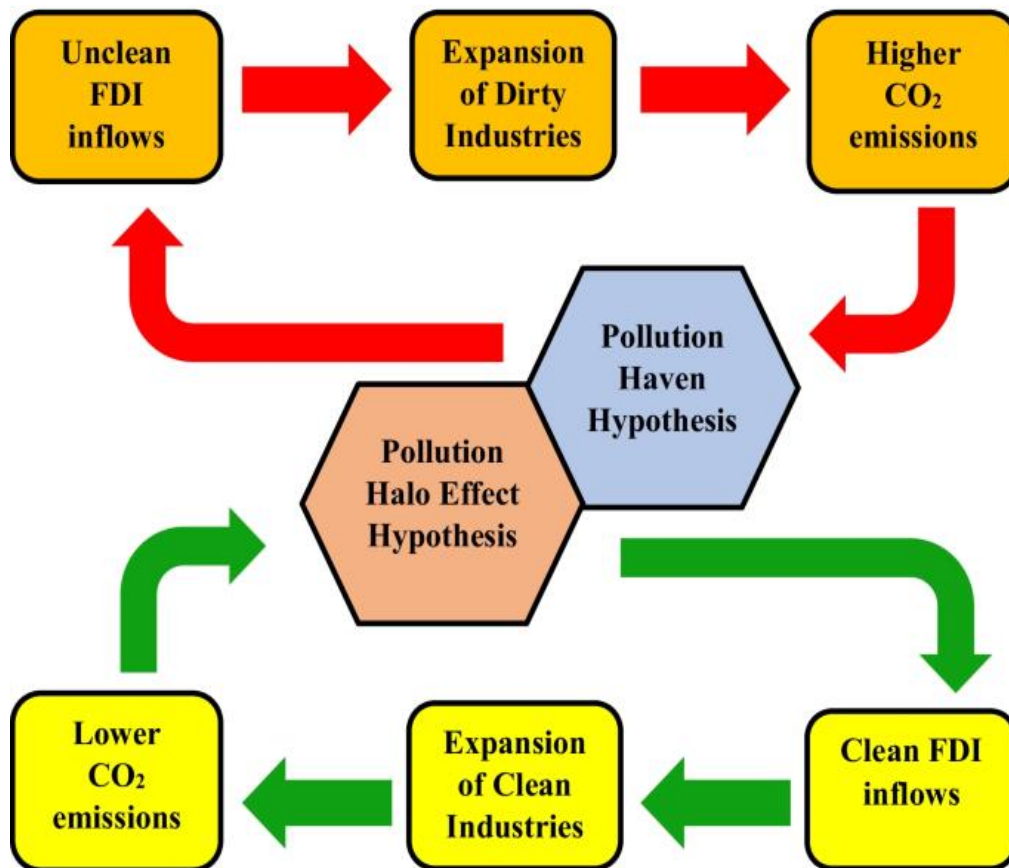 Unclean
FDI
inflows
Expansion
of Dirty
Industries
Higher
CO₂
emissions
Pollution
Haven
Hypothesis
Pollution
Halo Effect
Hypothesis
Lower
CO₂
emissions
Expansion
of Clean
Industries
Clean FDI
inflows